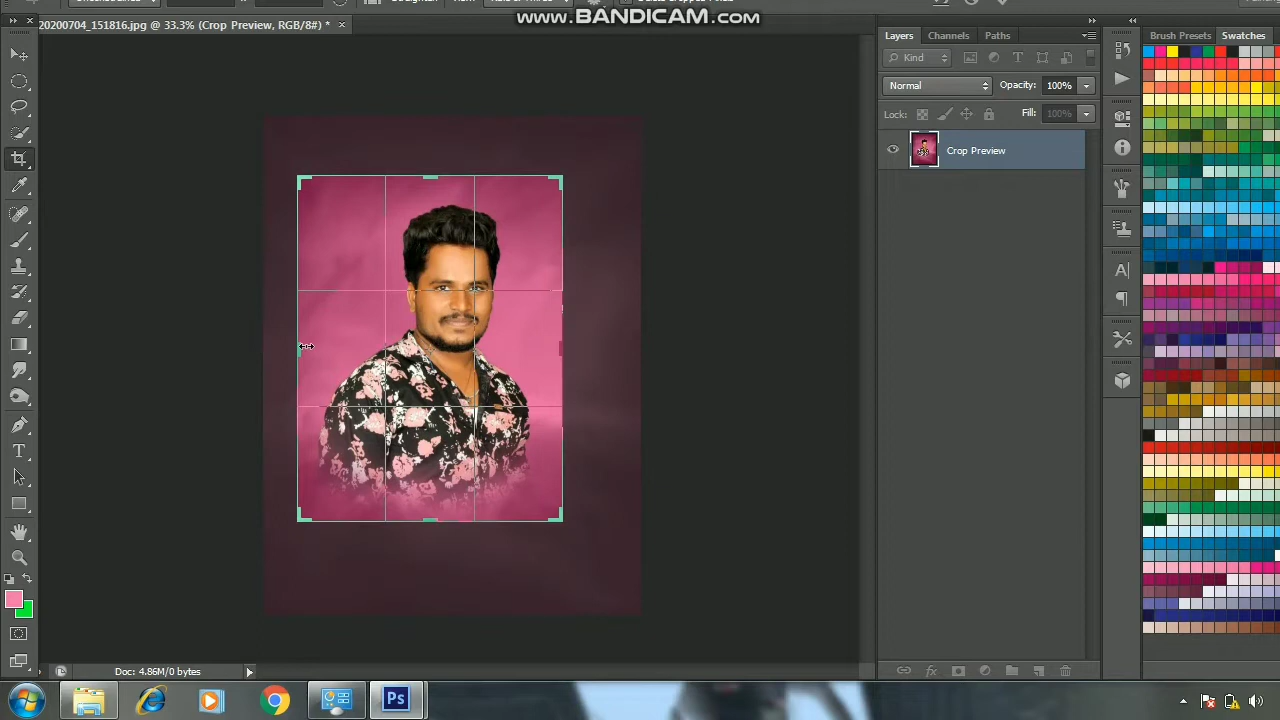 www.BANDICAM.com
20200704_151816.jpg @ 33.3% (Crop Preview, RGB/8#) *
Layers
Channels
Paths
Brush Presets
Swatches
Kind
Normal
Opacity:
100%
Lock:
Fill:
100%
Crop Preview
Doc: 4.86M/0 bytes
Ps